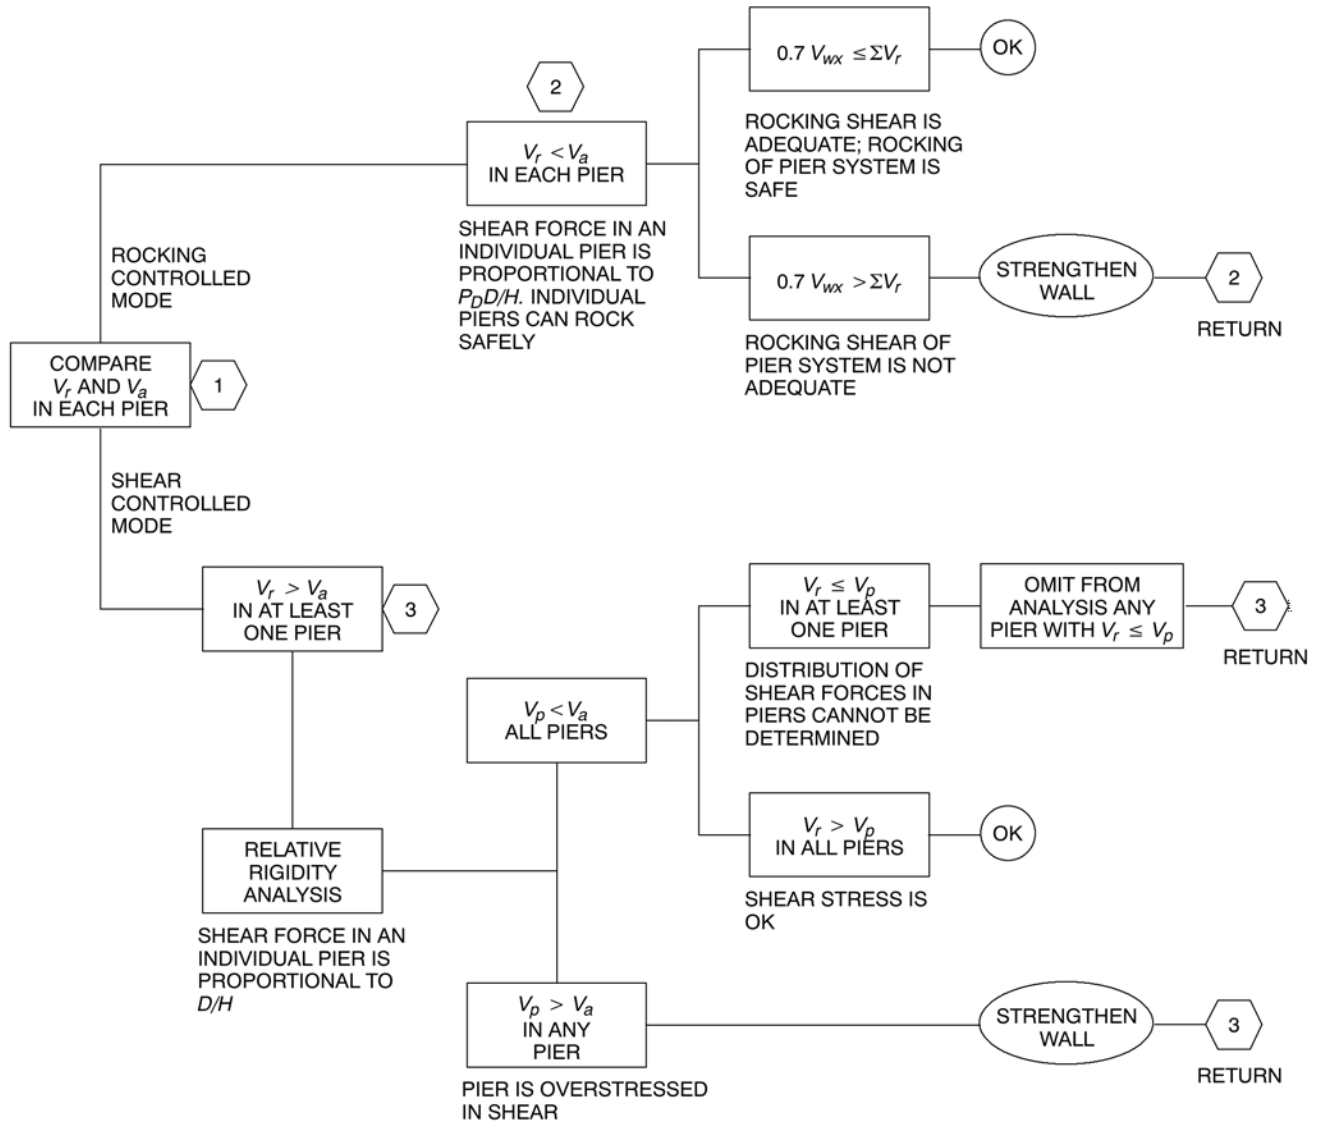 0.7 Vwx ≤ ΣVr
OK
ROCKING SHEAR IS
ADEQUATE; ROCKING
OF PIER SYSTEM IS
SAFE
2
Vr < Va
IN EACH PIER
SHEAR FORCE IN AN
INDIVIDUAL PIER IS
PROPORTIONAL TO
PDD/H. INDIVIDUAL
PIERS CAN ROCK
SAFELY
0.7 Vwx > ΣVr
STRENGTHEN
WALL
2
RETURN
ROCKING SHEAR OF
PIER SYSTEM IS NOT
ADEQUATE
ROCKING
CONTROLLED
MODE
COMPARE
Vr AND Va
IN EACH PIER
1
SHEAR
CONTROLLED
MODE
Vr > Va
IN AT LEAST
ONE PIER
3
RELATIVE
RIGIDITY
ANALYSIS
SHEAR FORCE IN AN
INDIVIDUAL PIER IS
PROPORTIONAL TO
D/H
Vp < Va
ALL PIERS
Vr ≤ Vp
IN AT LEAST
ONE PIER
DISTRIBUTION OF
SHEAR FORCES IN
PIERS CANNOT BE
DETERMINED
OMIT FROM
ANALYSIS ANY
PIER WITH Vr ≤ Vp
3
RETURN
Vr > Vp
IN ALL PIERS
OK
SHEAR STRESS IS
OK
Vp > Va
IN ANY
PIER
PIER IS OVERSTRESSED
IN SHEAR
STRENGTHEN
WALL
3
RETURN